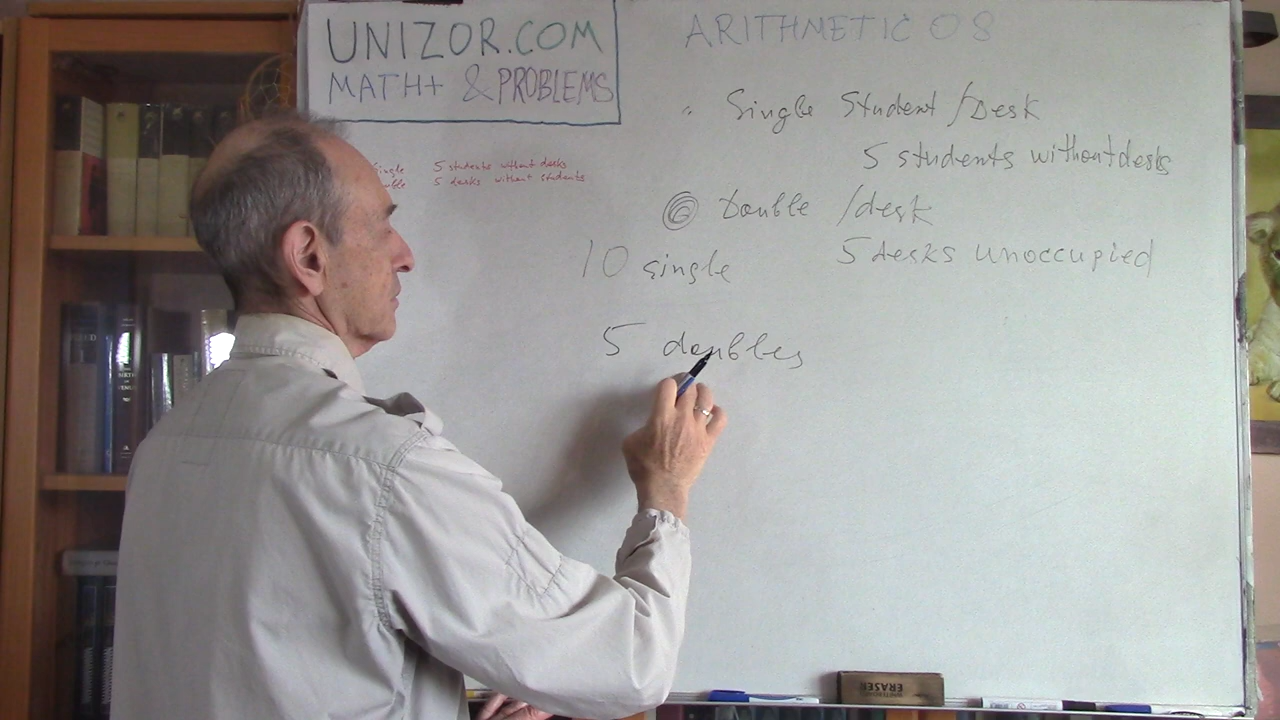 UNIZOR.COM
MATH+ & PROBLEMS
ARITHMETIC 08
Single Student /Desk
5 students without desks
5 students without desks
5 desks without students
Double /desk
10 single
5 desks unoccupied
5 doubles
ERASER